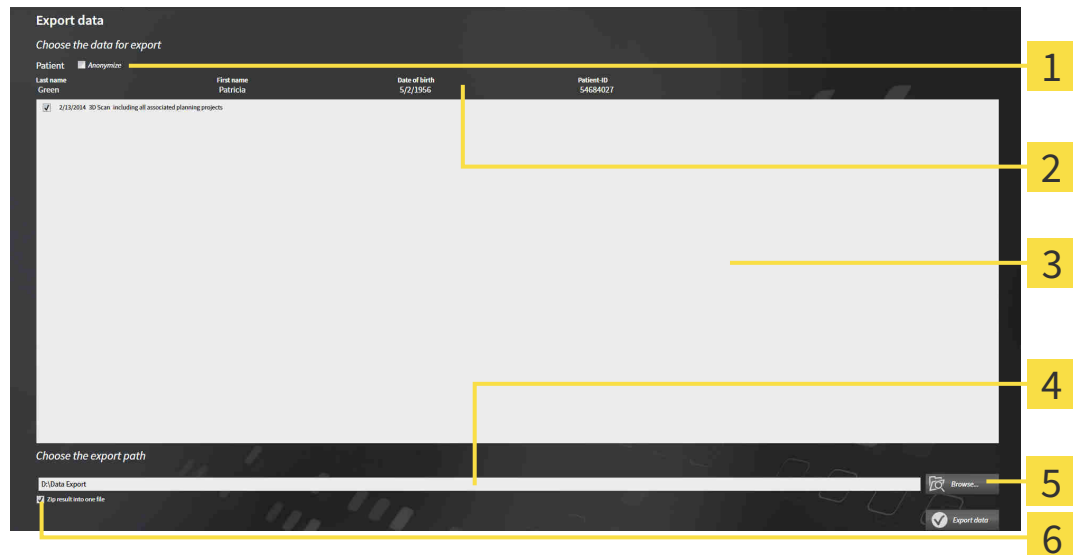 Export data
Choose the data for export
Patient Anonymize
Last name First name Date of birth Patient-ID
Green Patricia 5/2/1956 54684027
2/13/2014 3D Scan including all associated planning projects
Choose the export path
D:\Data Export
Browse...
Zip result into one file
Export data
1
2
3
4
5
6